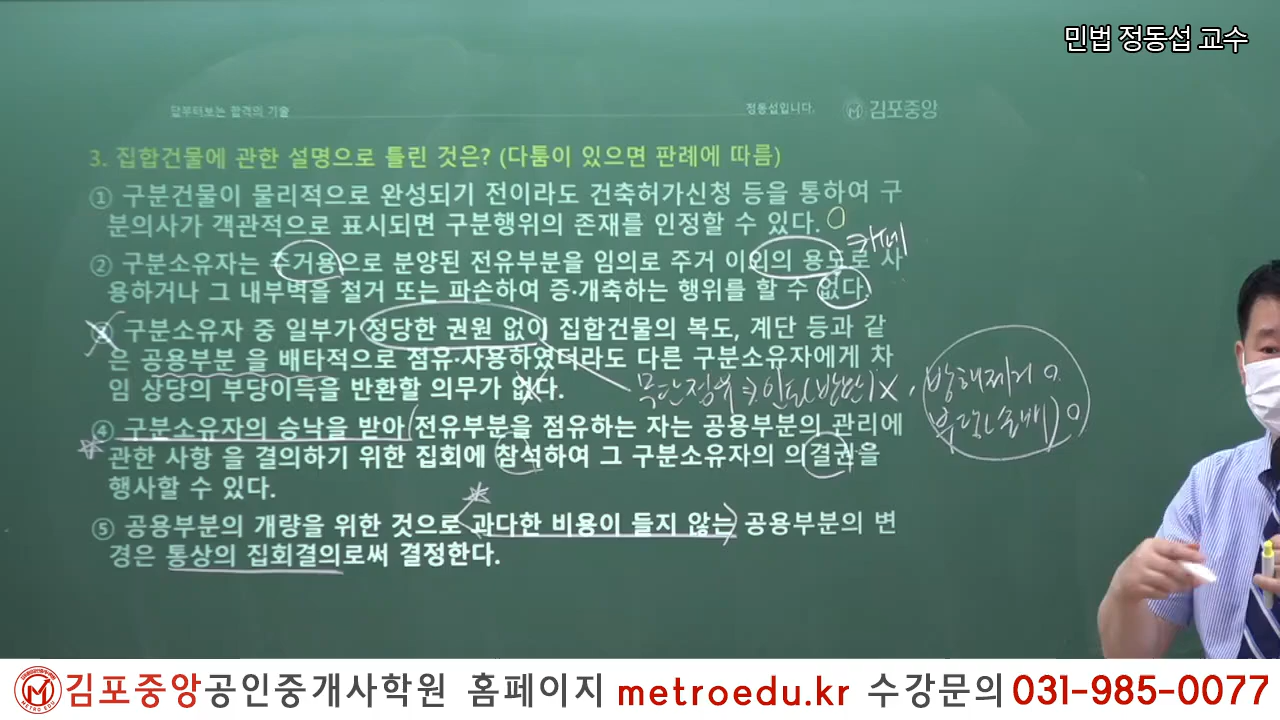 민법 정동섭 교수
답부터보는 합격의 기술
정동섭입니다.
김포중앙
3. 집합건물에 관한 설명으로 틀린 것은? (다툼이 있으면 판례에 따름)
① 구분건물이 물리적으로 완성되기 전이라도 건축허가신청 등을 통하여 구
분의사가 객관적으로 표시되면 구분행위의 존재를 인정할 수 있다. O
카페
② 구분소유자는 주거용으로 분양된 전유부분을 임의로 주거 이외의 용도로 사
용하거나 그 내부벽을 철거 또는 파손하여 증·개축하는 행위를 할 수 없다.
③ 구분소유자 중 일부가 정당한 권원 없이 집합건물의 복도, 계단 등과 같
은 공용부분 을 배타적으로 점유·사용하였더라도 다른 구분소유자에게 차
임 상당의 부당이득을 반환할 의무가 없다.
무단점유 인도( X , 방해제거 O.
O
④ 구분소유자의 승낙을 받아 전유부분을 점유하는 자는 공용부분의 관리에
관한 사항 을 결의하기 위한 집회에 참석하여 그 구분소유자의 의결권을
행사할 수 있다.
⑤ 공용부분의 개량을 위한 것으로 과다한 비용이 들지 않는 공용부분의 변
경은 통상의 집회결의로써 결정한다.
METRO EDU
김포중앙공인중개사학원 홈페이지 metroedu.kr 수강문의 031-985-0077